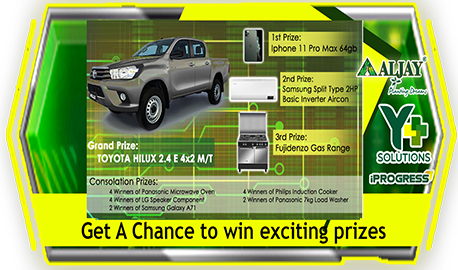 1st Prize:
Iphone 11 Pro Max 64gb
2nd Prize:
Samsung Split Type 2HP
Basic Inverter Aircon
3rd Prize:
Fujidenzo Gas Range
Grand Prize:
TOYOTA HILUX 2.4 E 4x2 M/T
Consolation Prizes:
4 Winners of Panasonic Microwave Oven
4 Winners of LG Speaker Component
2 Winners of Samsung Galaxy A71
4 Winners of Philips Induction Cooker
2 Winners of Panasonic 7kg Load Washer
ALJAY
Planting Dreams
Y+
SOLUTIONS
iPROGRESS
Get A Chance to win exciting prizes